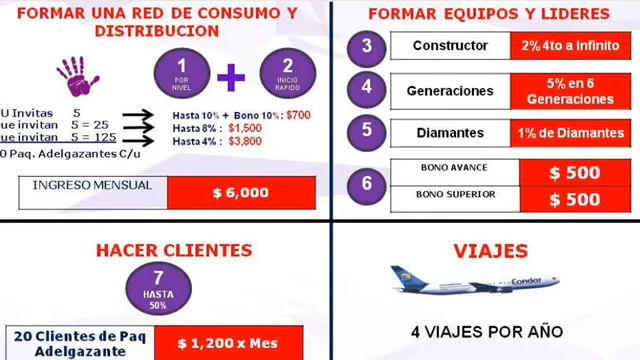 FORMAR UNA RED DE CONSUMO Y
DISTRIBUCION
1
POR
NIVEL
+
2
INICIO
RAPIDO
U Invitas 5
ue invitan 5 = 25
ue invitan 5 = 125
0 Paq. Adelgazantes C/u
Hasta 10% + Bono 10%: $700
Hasta 8% : $1,500
Hasta 4% : $3,800
INGRESO MENSUAL
$ 6,000
FORMAR EQUIPOS Y LIDERES
3
Constructor
2% 4to a Infinito
4
Generaciones
5% en 6
Generaciones
5
Diamantes
1% de Diamantes
6
BONO AVANCE
$ 500
BONO SUPERIOR
$ 500
HACER CLIENTES
7
HASTA
50%
20 Clientes de Paq
Adelgazante
$ 1,200 x Mes
VIAJES
Condor
4 VIAJES POR AÑO